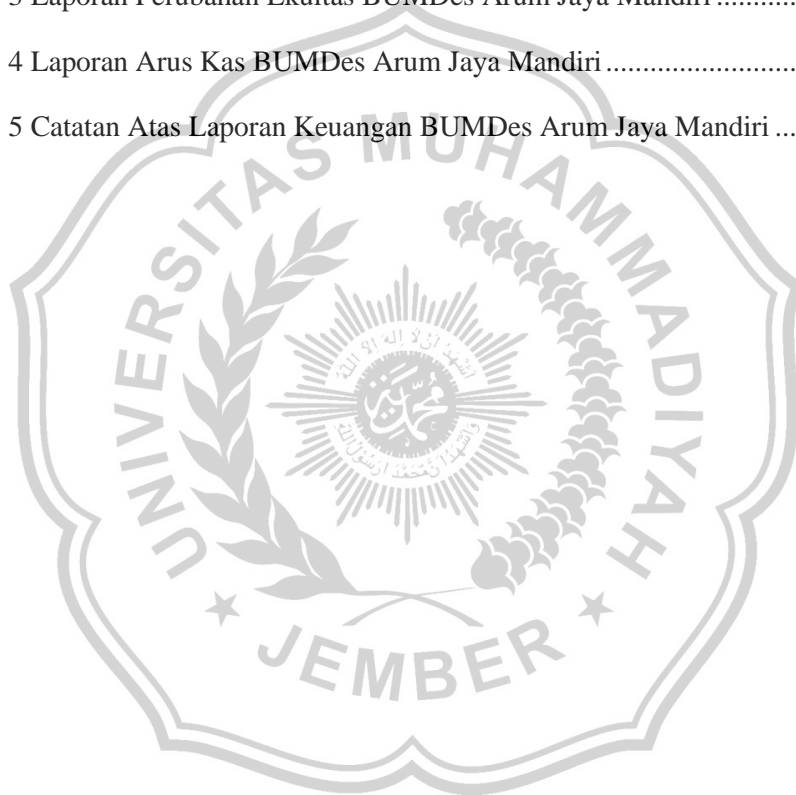 3 Laporan Perubahan Ekuitas BUMDes Arum Jaya Mandiri...........
4 Laporan Arus Kas BUMDes Arum Jaya Mandiri..........................
5 Catatan Atas Laporan Keuangan BUMDes Arum Jaya Mandiri...
UNIVERSITAS MUHAMMADIYAH
JEMBER